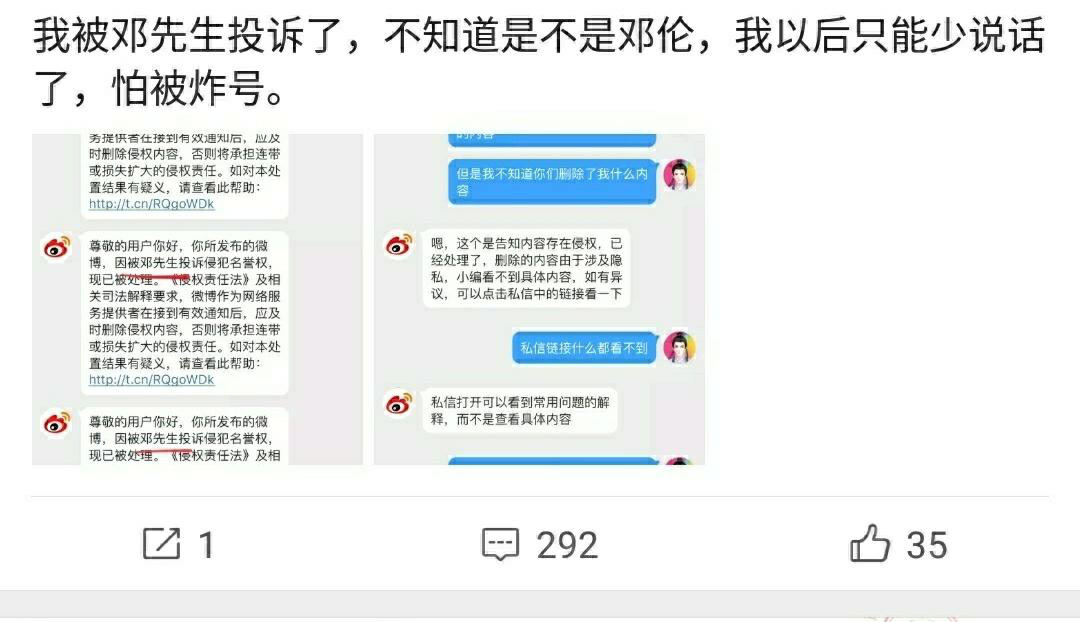 我被邓先生投诉了，不知道是不是邓伦，我以后只能少说话
了，怕被炸号。
务提供者在接到有效通知后，应及
时删除侵权内容，否则将承担连带
或损失扩大的侵权责任。如对本处
置结果有疑义，请查看此帮助：
http://t.cn/RQgoWDk
尊敬的用户你好，你所发布的微
博，因被邓先生投诉侵犯名誉权，
现已被处理。《侵权责任法》及相
关司法解释要求，微博作为网络服
务提供者在接到有效通知后，应及
时删除侵权内容，否则将承担连带
或损失扩大的侵权责任。如对本处
置结果有疑义，请查看此帮助：
http://t.cn/RQgoWDk
尊敬的用户你好，你所发布的微
博，因被邓先生投诉侵犯名誉权，
现已被处理。《侵权责任法》及相
的内容
但是我不知道你们删除了我什么内
容
嗯，这个是告知内容存在侵权，已
经处理了，删除的内容由于涉及隐
私，小编看不到具体内容，如有异
议，可以点击私信中的链接看一下
私信链接什么都看不到
私信打开可以看到常用问题的解
释，而不是查看具体内容
1
292
35